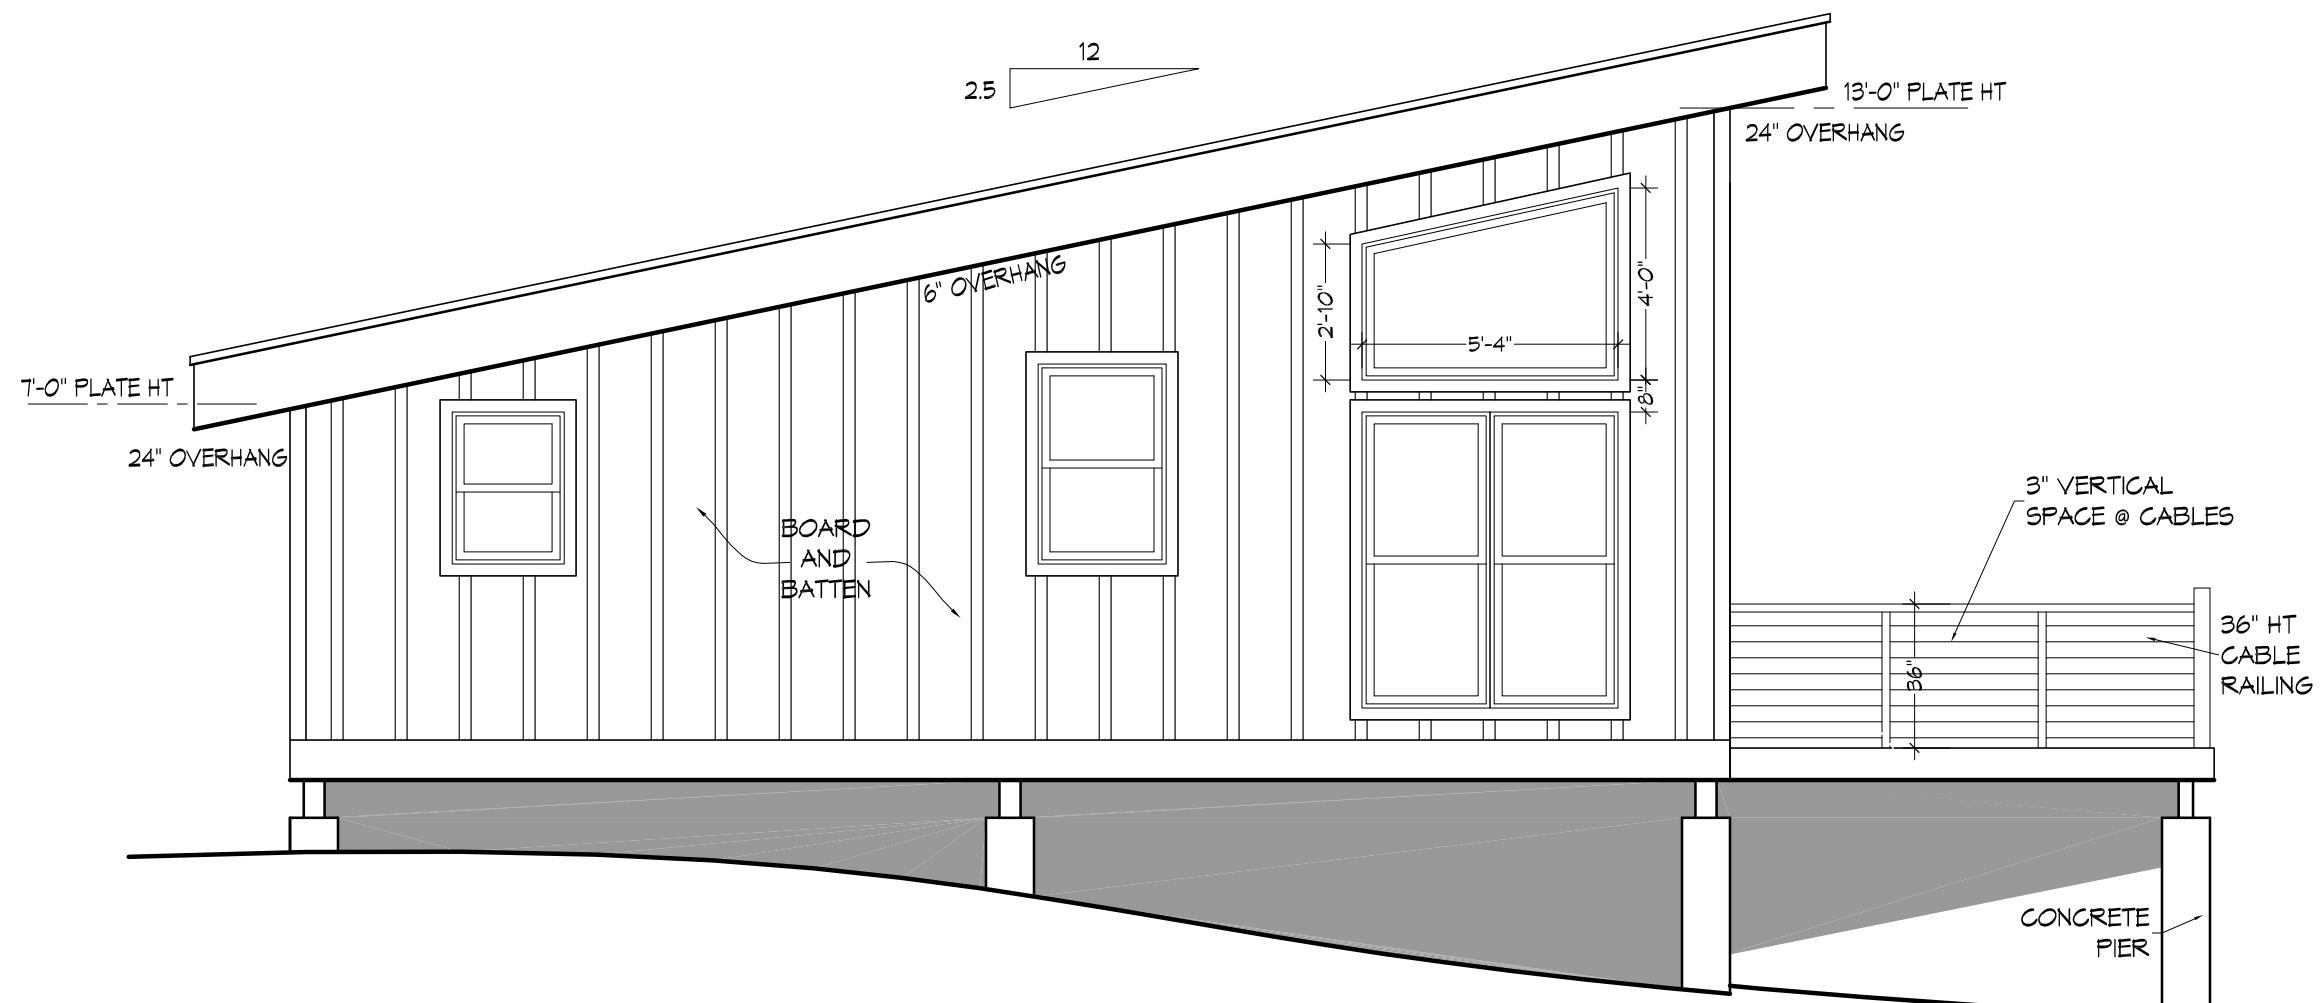 12
2.5
13'-0" PLATE HT
24" OVERHANG
6" OVERHANG
2'-10"
4'-0"
5'-4"
8"
7'-0" PLATE HT
24" OVERHANG
BOARD
AND
BATTEN
3" VERTICAL
SPACE @ CABLES
36"
36" HT
CABLE
RAILING
CONCRETE
PIER